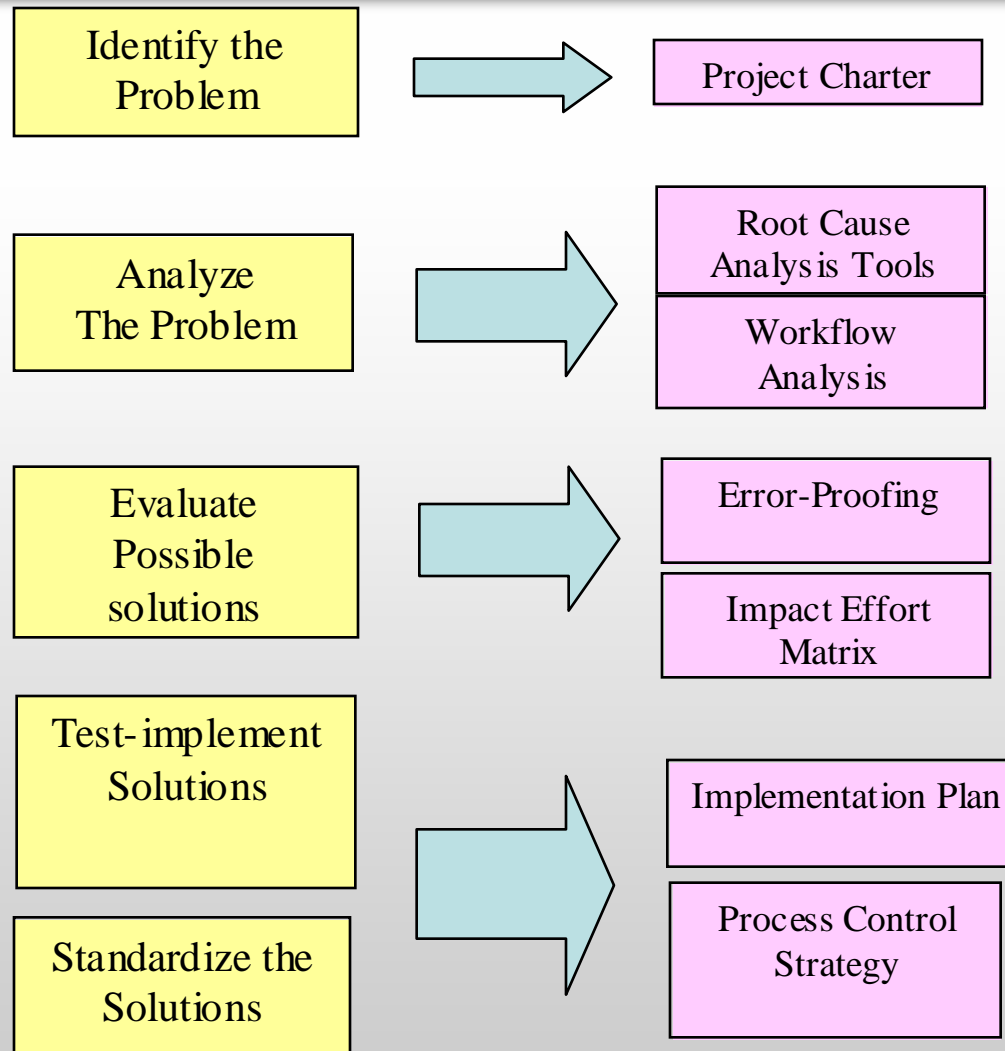 Identify the
Problem
Project Charter
Analyze
The Problem
Root Cause
Analysis Tools
Workflow
Analysis
Evaluate
Possible
solutions
Error-Proofing
Impact Effort
Matrix
Test-implement
Solutions
Implementation Plan
Standardize the
Solutions
Process Control
Strategy